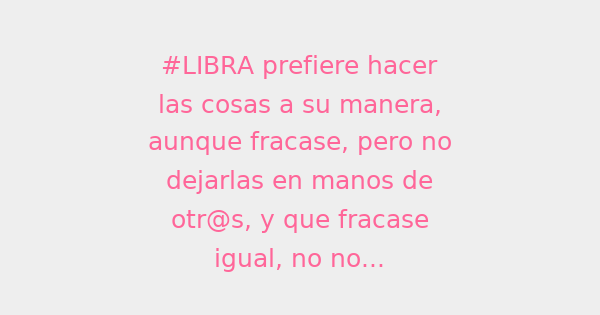 #LIBRA prefiere hacer
las cosas a su manera,
aunque fracase, pero no
dejarlas en manos de
otr@s, y que fracase
igual, no no...